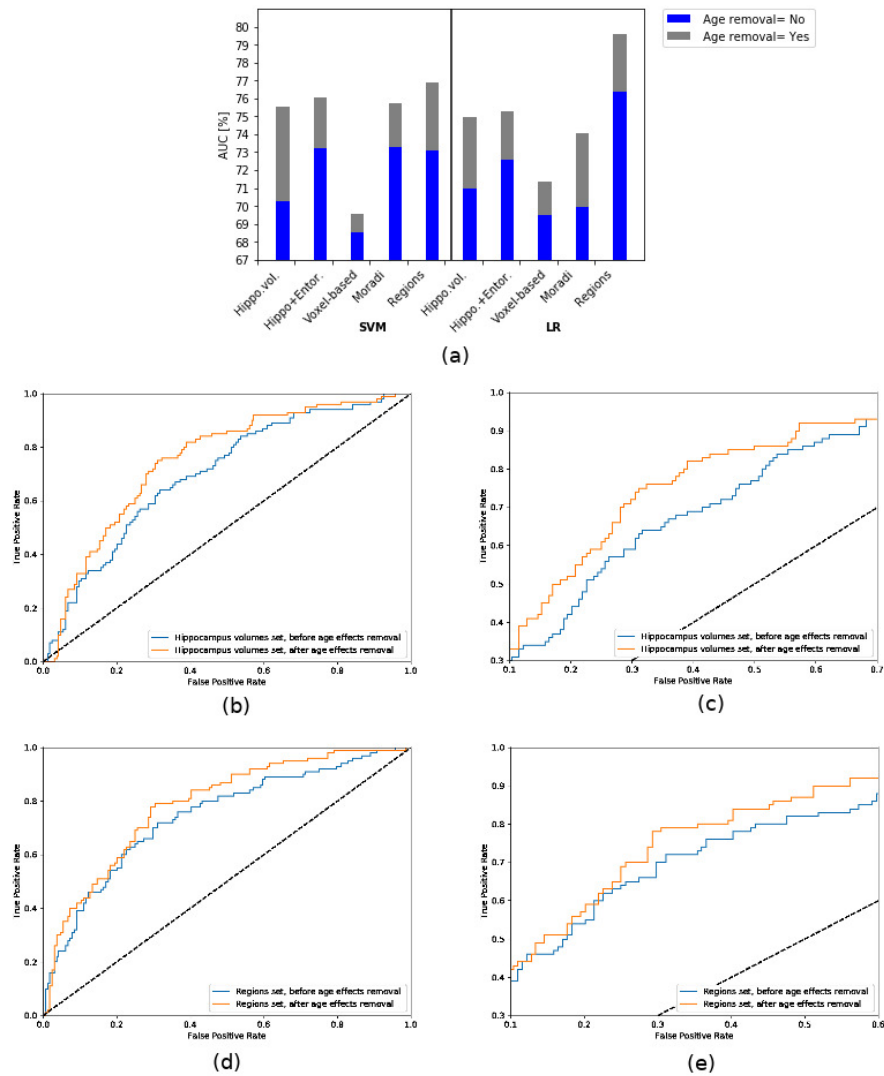 Age removal= No
Age removal= Yes
80
79
78
77
76
75
74
73
72
71
70
69
68
67
AUC [%]
Hippo.vol.
Hippo+Entor.
Voxel-based
Moradi
Regions
Hippo.vol.
Hippo.+Entor.
Voxel-based
Moradi
Regions
SVM
LR
(a)
1.0
0.8
0.6
0.4
0.2
0.0
True Positive Rate
Hippocampus volumes set, before age effects removal
Hippocampus volumes set, after age effects removal
0.0 0.2 0.4 0.6 0.8 1.0
False Positive Rate
(b)
1.0
0.9
0.8
0.7
0.6
0.5
0.4
0.3
True Positive Rate
Hippocampus volumes set, before age effects removal
Hippocampus volumes set, after age effects removal
0.1 0.2 0.3 0.4 0.5 0.6 0.7
False Positive Rate
(c)
1.0
0.8
0.6
0.4
0.2
0.0
True Positive Rate
Regions set, before age effects removal
Regions set, after age effects removal
0.0 0.2 0.4 0.6 0.8 1.0
False Positive Rate
(d)
1.0
0.9
0.8
0.7
0.6
0.5
0.4
0.3
True Positive Rate
Regions set, before age effects removal
Regions set, after age effects removal
0.1 0.2 0.3 0.4 0.5 0.6
False Positive Rate
(e)